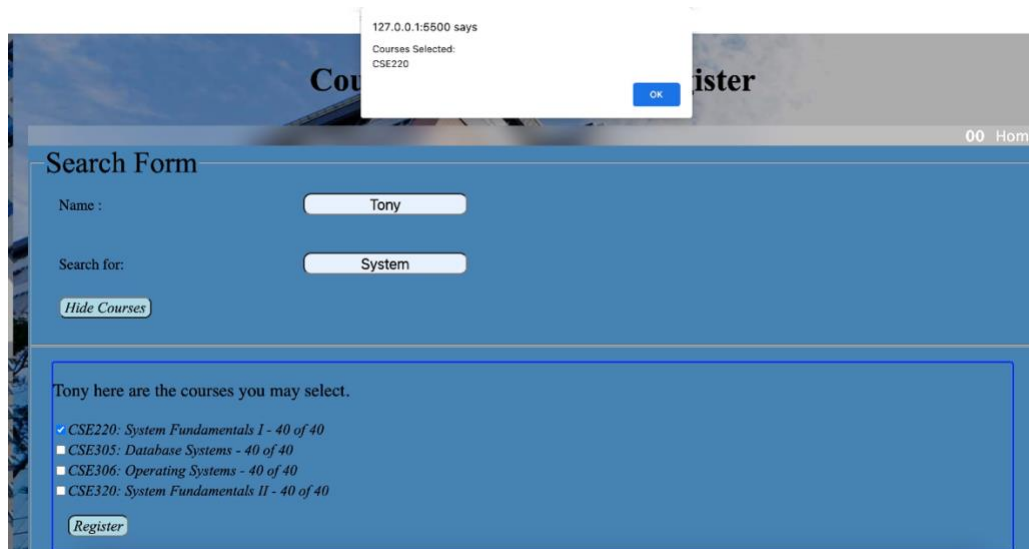 127.0.0.1:5500 says
Courses Selected:
CSE220
OK
00 Hom
Search Form
Name :
Tony
Search for:
System
Hide Courses
Tony here are the courses you may select.
CSE220: System Fundamentals I - 40 of 40
CSE305: Database Systems - 40 of 40
CSE306: Operating Systems - 40 of 40
CSE320: System Fundamentals II - 40 of 40
Register